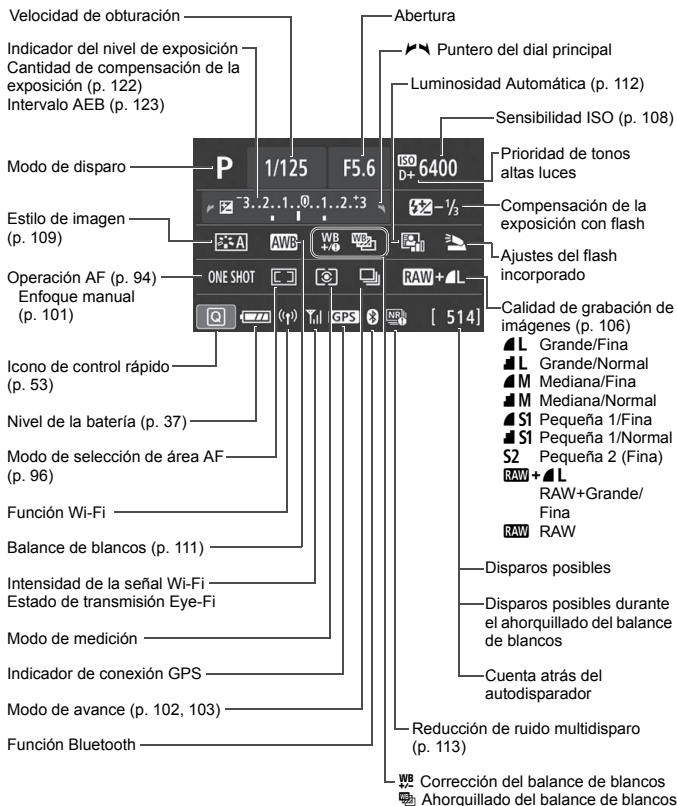 Velocidad de obturación
Abertura
Indicador del nivel de exposición
Cantidad de compensación de la
exposición (p. 122)
Intervalo AEB (p. 123)
Puntero del dial principal
Luminosidad Automática (p. 112)
Sensibilidad ISO (p. 108)
Modo de disparo
Prioridad de tonos
altas luces
P 1/125 F5.6 ISO D+ 6400
-3..2..1..0..1..2.:+3
-1/3
Compensación de la
exposición con flash
Estilo de imagen
(p. 109)
A AWB WB +/- WB
Ajustes del flash
incorporado
Operación AF (p. 94)
Enfoque manual
(p. 101)
ONE SHOT RAW+L
Calidad de grabación de
imágenes (p. 106)
L Grande/Fina
L Grande/Normal
M Mediana/Fina
M Mediana/Normal
S1 Pequeña 1/Fina
S1 Pequeña 1/Normal
S2 Pequeña 2 (Fina)
RAW+L
RAW+Grande/
Fina
RAW RAW
Q GPS NR [ 514]
Icono de control rápido
(p. 53)
Nivel de la batería (p. 37)
Modo de selección de área AF
(p. 96)
Función Wi-Fi
Balance de blancos (p. 111)
Intensidad de la señal Wi-Fi
Estado de transmisión Eye-Fi
Modo de medición
Indicador de conexión GPS
Modo de avance (p. 102, 103)
Función Bluetooth
Disparos posibles
Disparos posibles durante
el ahorquillado del balance
de blancos
Cuenta atrás del
autodisparador
Reducción de ruido multidisparo
(p. 113)
WB +/- Corrección del balance de blancos
WB Ahorquillado del balance de blancos